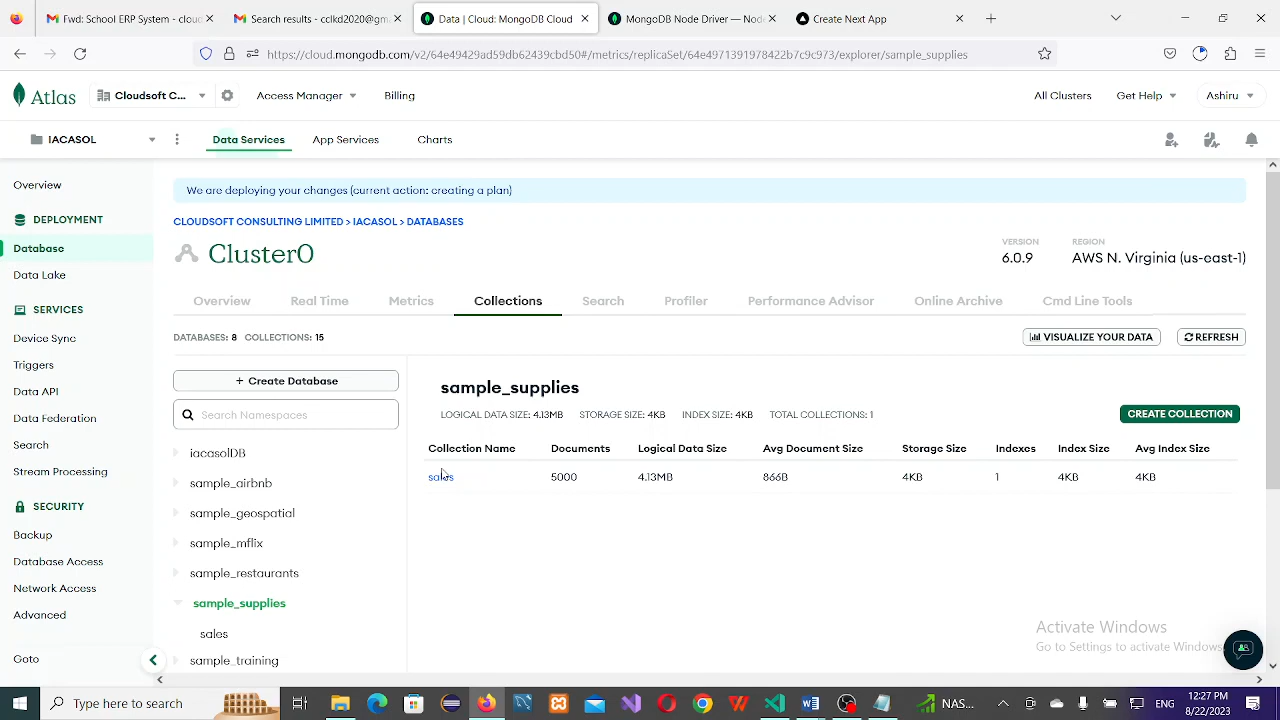 Fwd: School ERP System - cloud
Mail - cclkd2020@gmail.com
Data | MongoDB Cloud
MongoDB Node Driver — Node
Create Next App
https://cloud.mongodb.com/v2/64e49429ad59db62439cbd50#/metrics/replicaSet/64e49713919784 22b7c9c973/explorer/sample_supplies
Atlas
Cloudsoft C...
Access Manager
Billing
All Clusters
Get Help
Ashiru
IACASOL
Data Services
App Services
Charts
Overview
DEPLOYMENT
Database
Data Lake
SERVICES
Device Sync
Triggers
Data API
Data Federation
Search
Stream Processing
SECURITY
Backup
Database Access
Network Access
Advanced
Goto
We are deploying your changes (current action: creating a plan)
CLOUDSOFT CONSULTING LIMITED > IACASOL > DATABASES
Cluster0
VERSION
6.0.9
REGION
AWS N. Virginia (us-east-1)
Overview
Real Time
Metrics
Collections
Search
Profiler
Performance Advisor
Online Archive
Cmd Line Tools
DATABASES: 8 COLLECTIONS: 15
VISUALIZE YOUR DATA
REFRESH
+ Create Database
Search Namespaces
iacasolDB
sample_airbnb
sample_geospatial
sample_mflix
sample_restaurants
sample_supplies
sales
sample_training
sample_supplies
LOGICAL DATA SIZE: 4.13MB STORAGE SIZE: 4KB INDEX SIZE: 4KB TOTAL COLLECTIONS: 1
CREATE COLLECTION
Collection Name Documents Logical Data Size Avg Document Size Storage Size Indexes Index Size Avg Index Size
sales 5000 4.13MB 866B 4KB 1 4KB 4KB
Activate Windows
Go to Settings to activate Windows.
Type here to search
NAS...
ENG
12:27 PM
8/22/2023